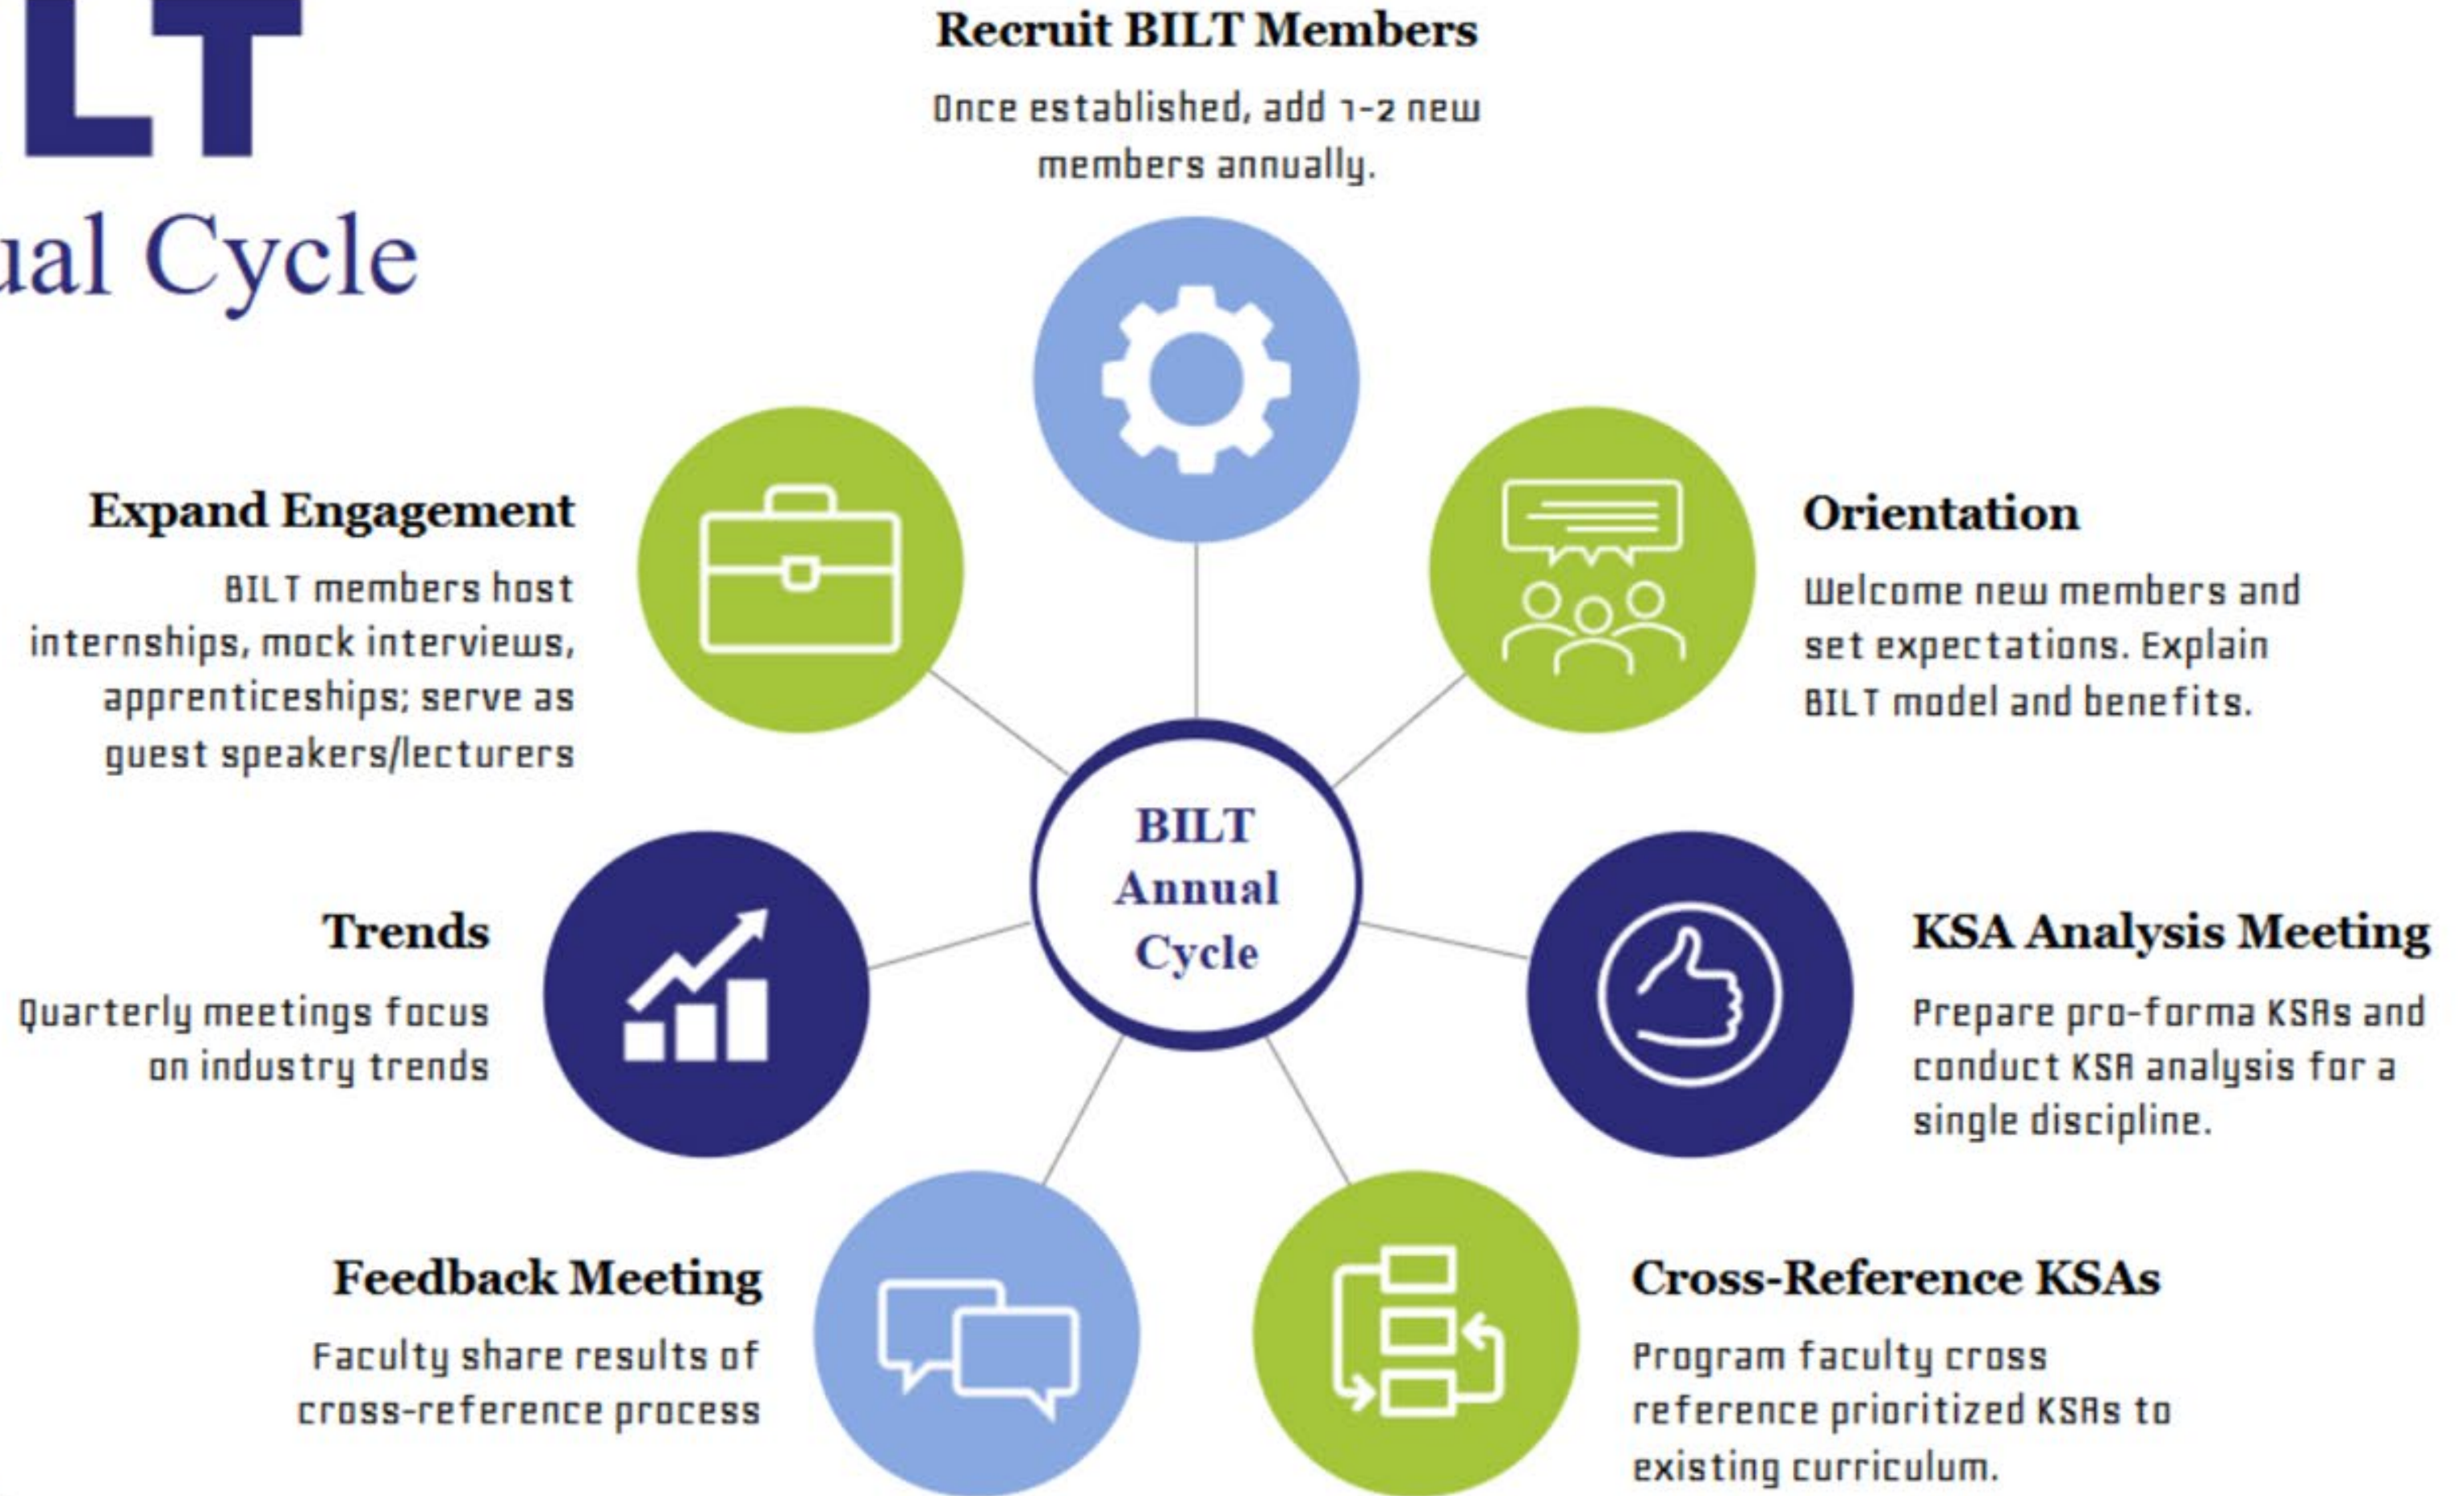 LT
ual Cycle
Recruit BILT Members
Once established, add 1-2 new
members annually.
Orientation
Welcome new members and
set expectations. Explain
BILT model and benefits.
KSA Analysis Meeting
Prepare pro-forma KSAs and
conduct KSA analysis for a
single discipline.
Cross-Reference KSAs
Program faculty cross
reference prioritized KSAs to
existing curriculum.
Feedback Meeting
Faculty share results of
cross-reference process
Trends
Quarterly meetings focus
on industry trends
Expand Engagement
BILT members host
internships, mock interviews,
apprenticeships; serve as
guest speakers/lecturers
BILT
Annual
Cycle